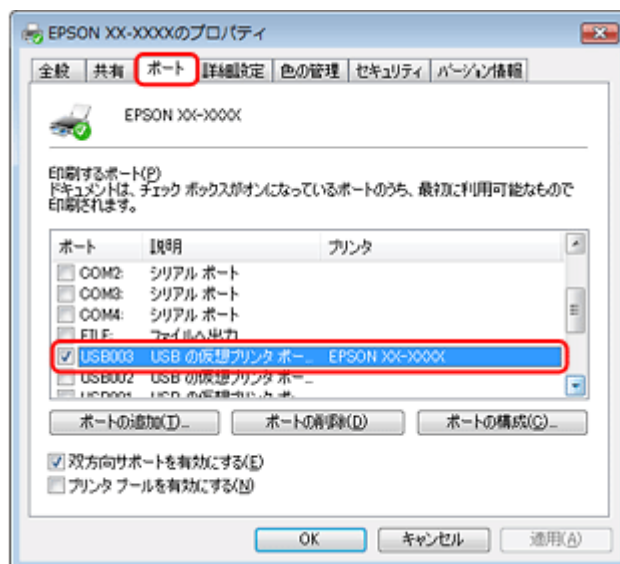 EPSON XX-XXXXのプロパティ
全般 共有 ポート 詳細設定 色の管理 セキュリティ バージョン情報
EPSON XX-XXXX
印刷するポート(P)
ドキュメントは、チェック ボックスがオンになっているポートのうち、最初に利用可能なもので
印刷されます。
ポート 説明 プリンタ
COM2: シリアル ポート
COM3: シリアル ポート
COM4: シリアル ポート
FILE: ファイルへ出力
USB003 USB の仮想プリンタ ポー... EPSON XX-XXXX
USB002 USB の仮想プリンタ ポー...
USB001 USB の仮想プリンタ ポ
ポートの追加(T)... ポートの削除(D) ポートの構成(C)...
双方向サポートを有効にする(E)
プリンタ プールを有効にする(N)
OK キャンセル 適用(A)